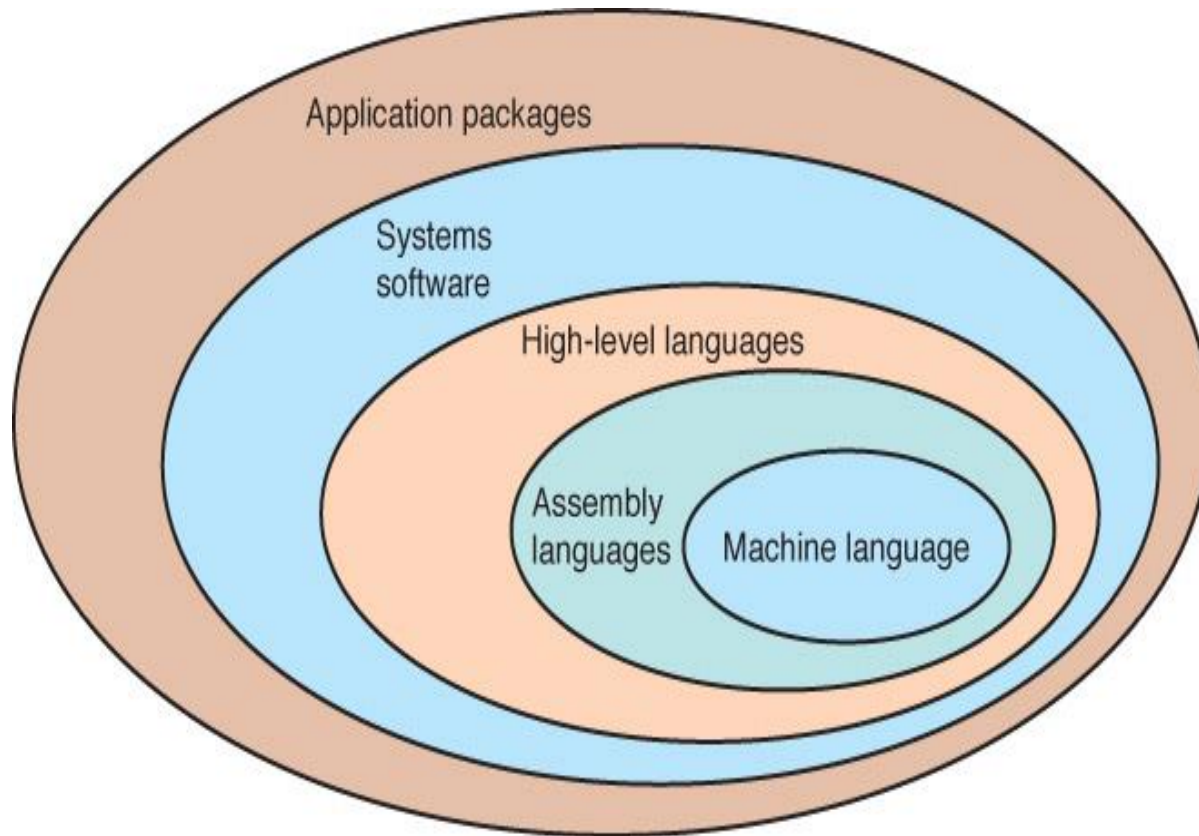 Application packages
Systems
software
High-level languages
Assembly
languages
Machine language